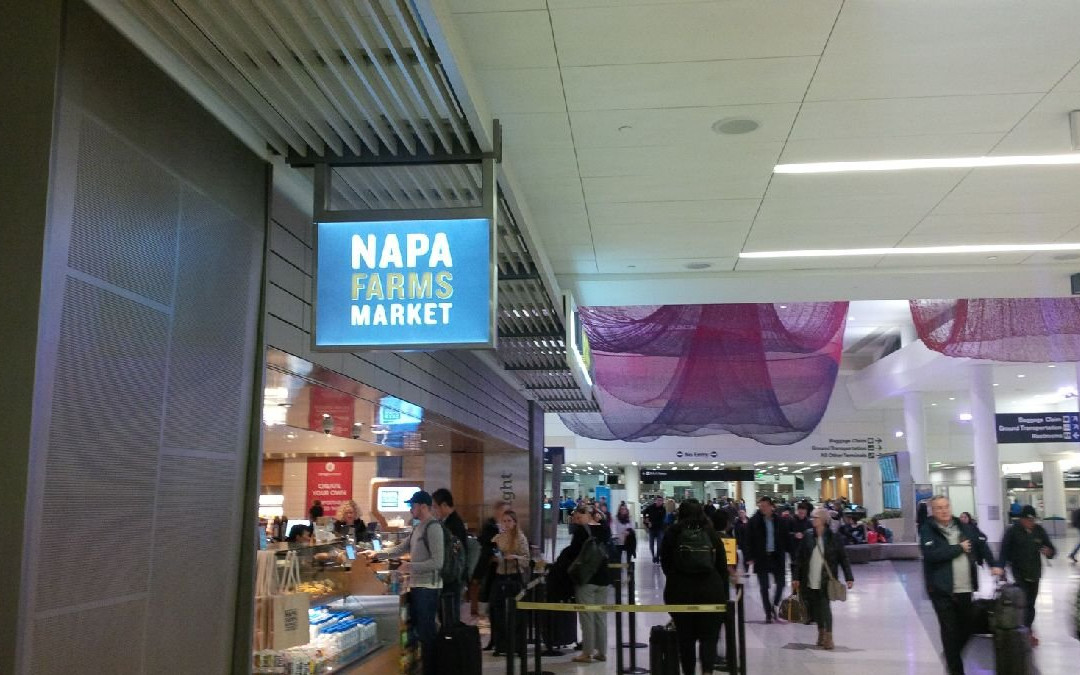 NAPA
FARMS
MARKET
CREATE
YOUR OWN
No Entry
Baggage Claim
Ground Transportation
All Other Terminals
Baggage Claim
Ground Transportation
Restrooms